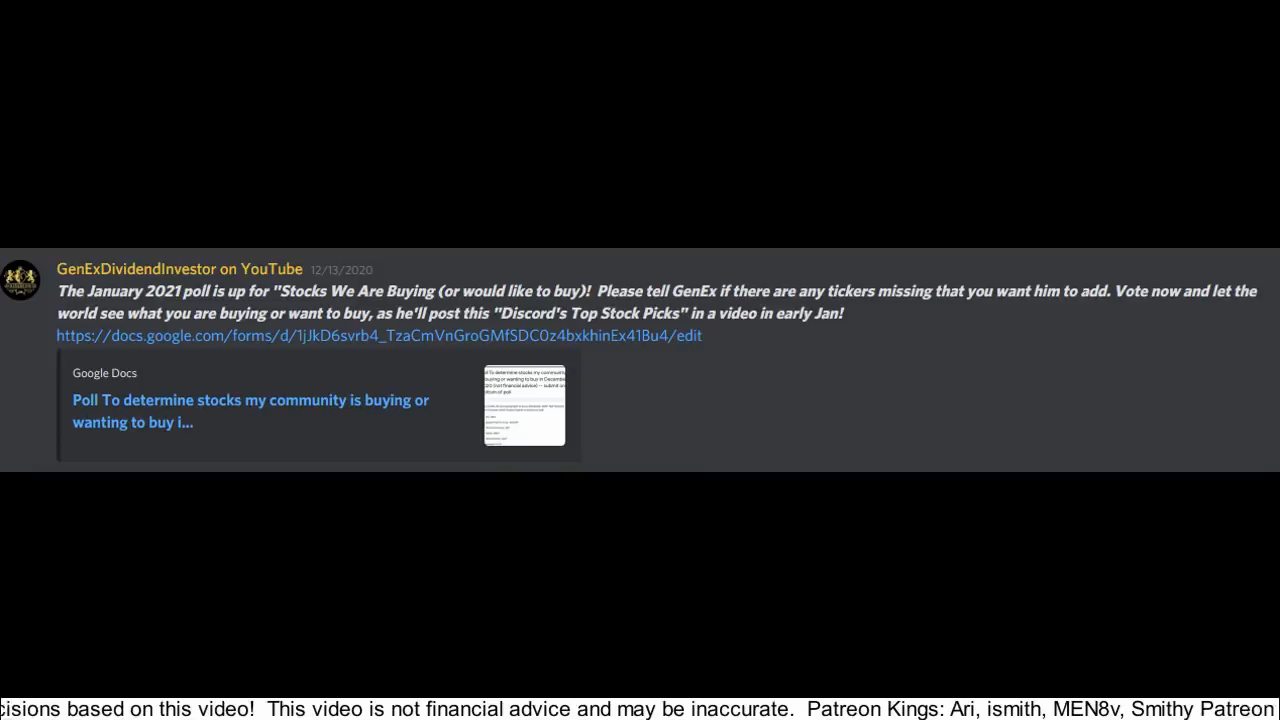 GenExDividendInvestor on YouTube 12/13/2020
The January 2021 poll is up for "Stocks We Are Buying (or would like to buy)!  Please tell GenEx if there are any tickers missing that you want him to add. Vote now and let the
world see what you are buying or want to buy, as he'll post this "Discord's Top Stock Picks" in a video in early Jan!
https://docs.google.com/forms/d/1jJkD6svrb4_TzaCmVnGroGMfSDC0z4bxkhinEx41Bu4/edit
Google Docs
Poll To determine stocks my community is buying or
wanting to buy i...
cisions based on this video!  This video is not financial advice and may be inaccurate.  Patreon Kings: Ari, ismith, MEN8v, Smithy Patreon